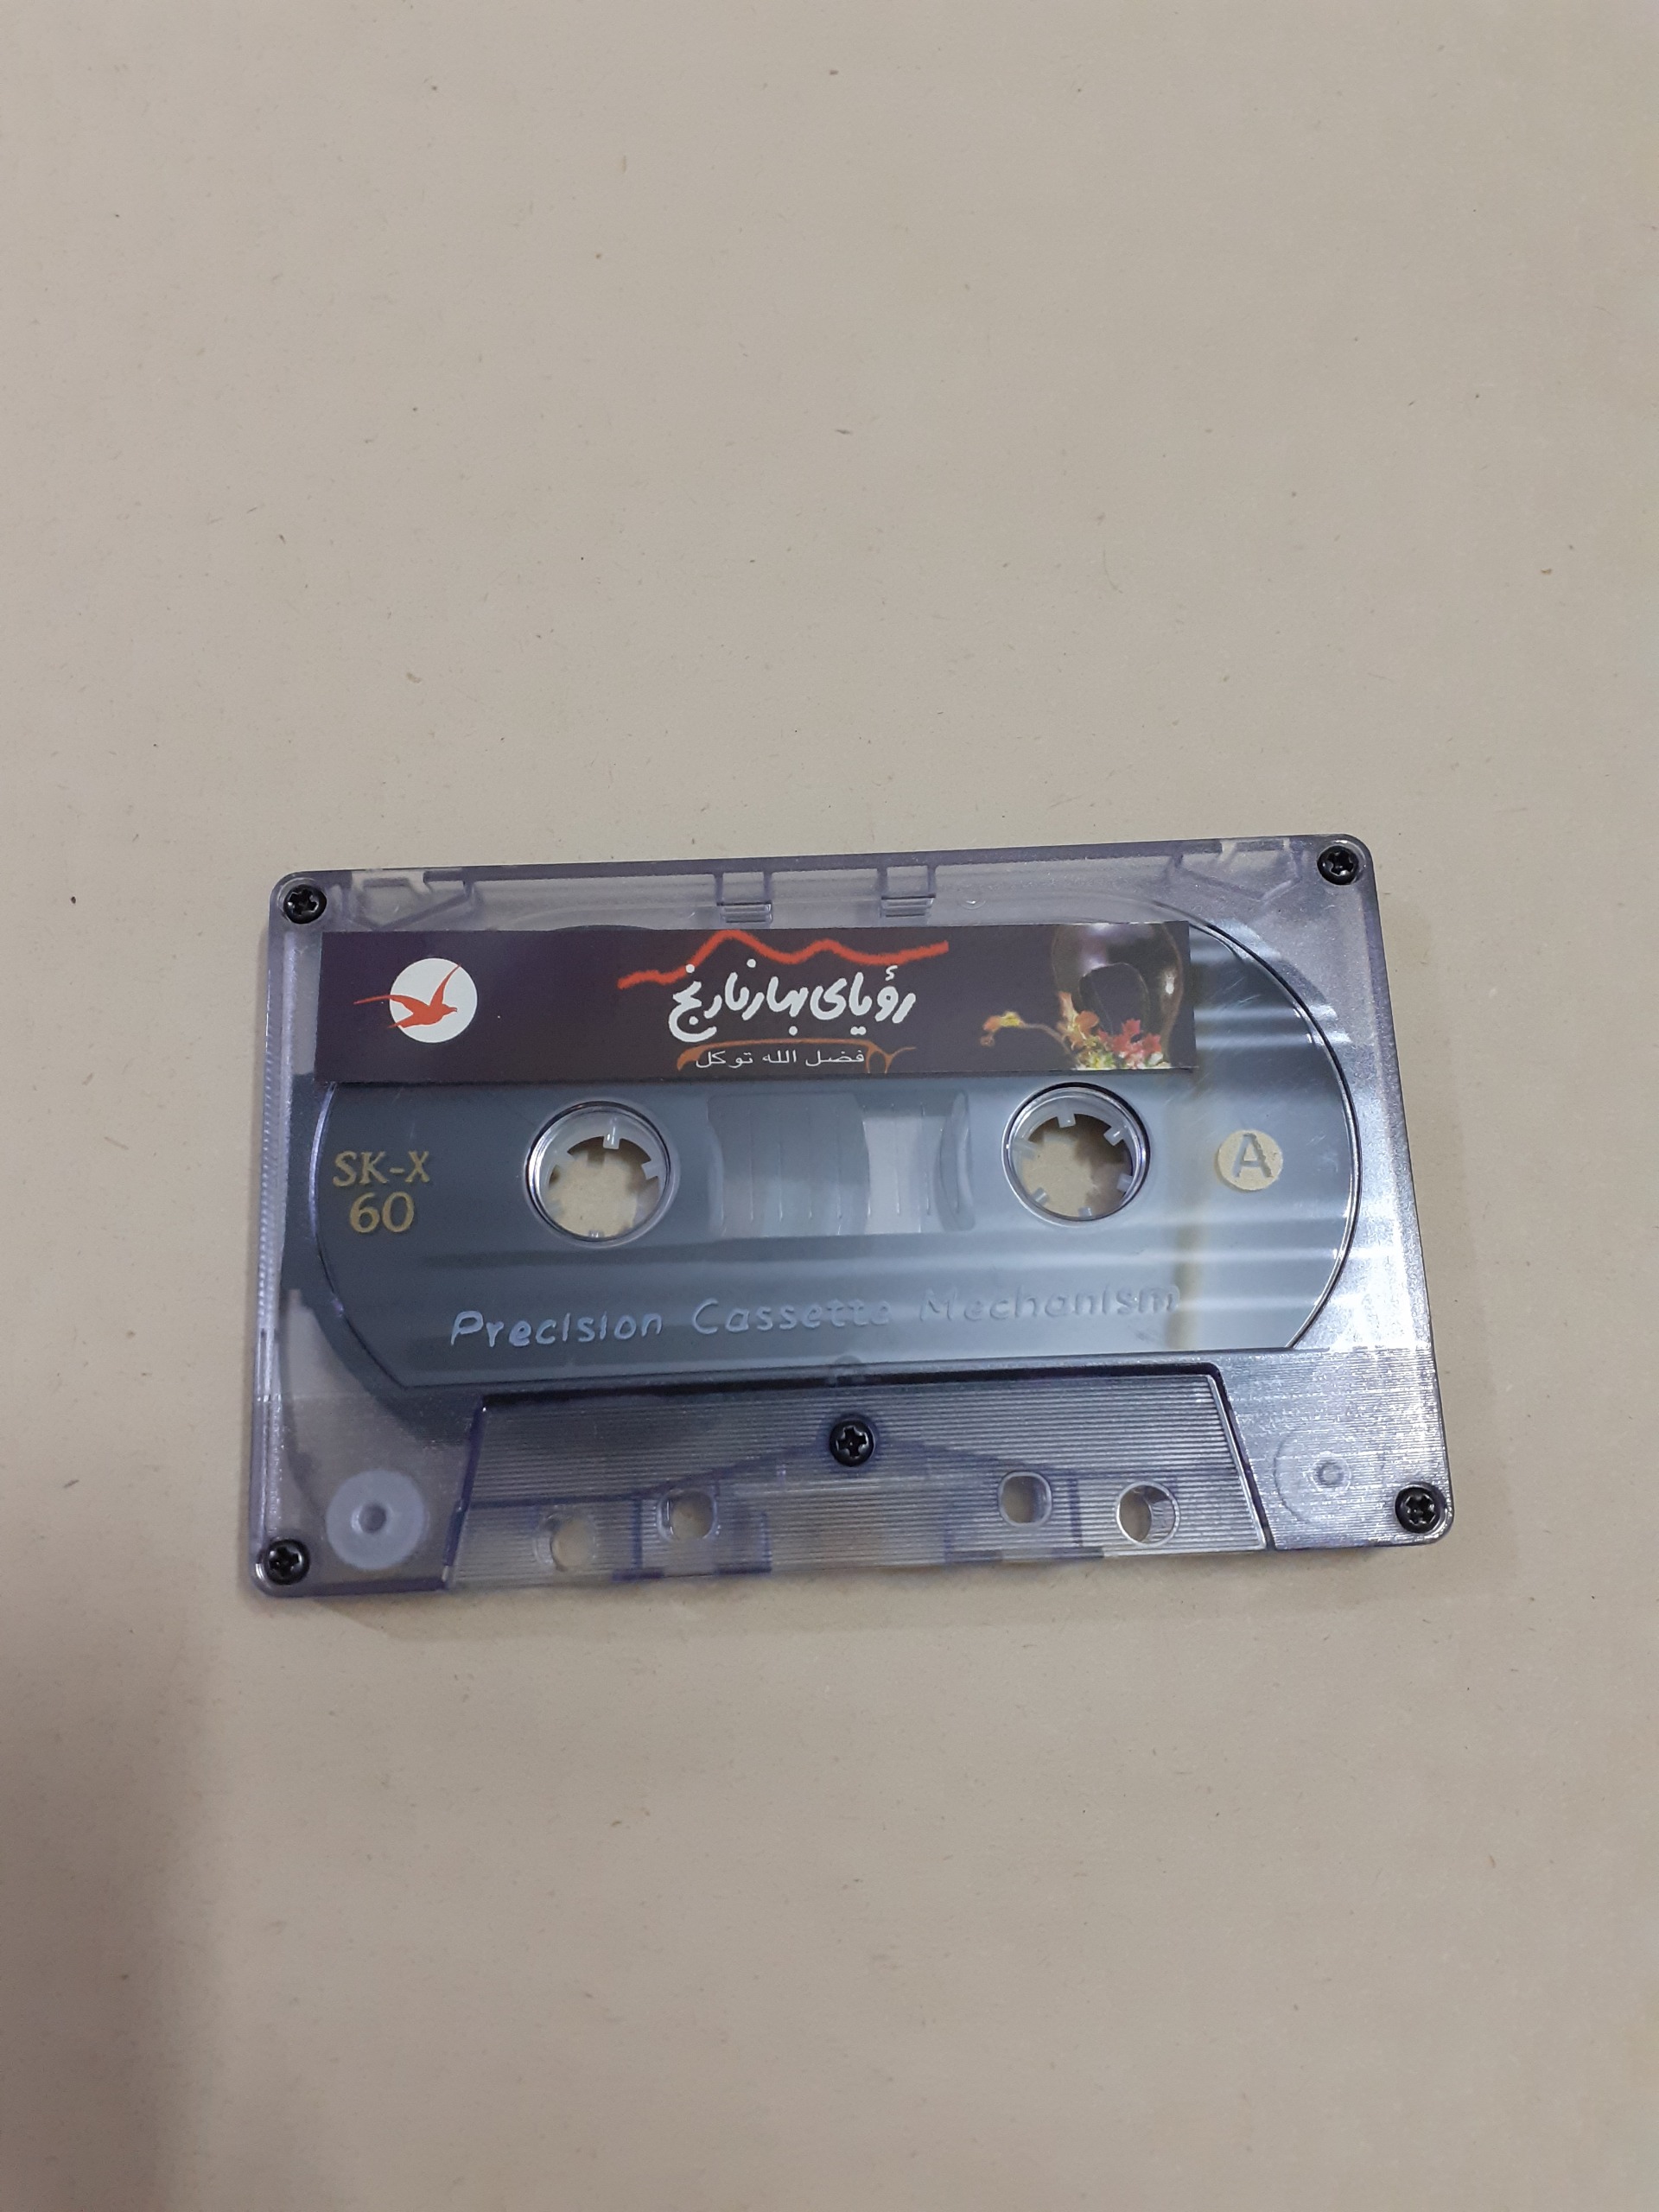 رؤیای بهار نارنج
فضل الله توکل
SK-X
60
A
Precision Cassette Mechanism